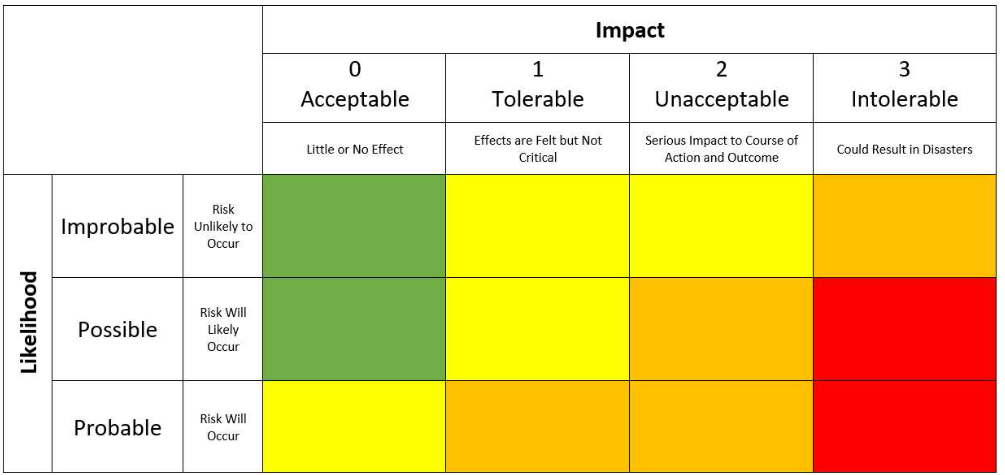 Impact
0
Acceptable
1
Tolerable
2
Unacceptable
3
Intolerable
Little or No Effect
Effects are Felt but Not
Critical
Serious Impact to Course of
Action and Outcome
Could Result in Disasters
Likelihood
Improbable
Risk
Unlikely to
Occur
Possible
Risk Will
Likely
Occur
Probable
Risk Will
Occur